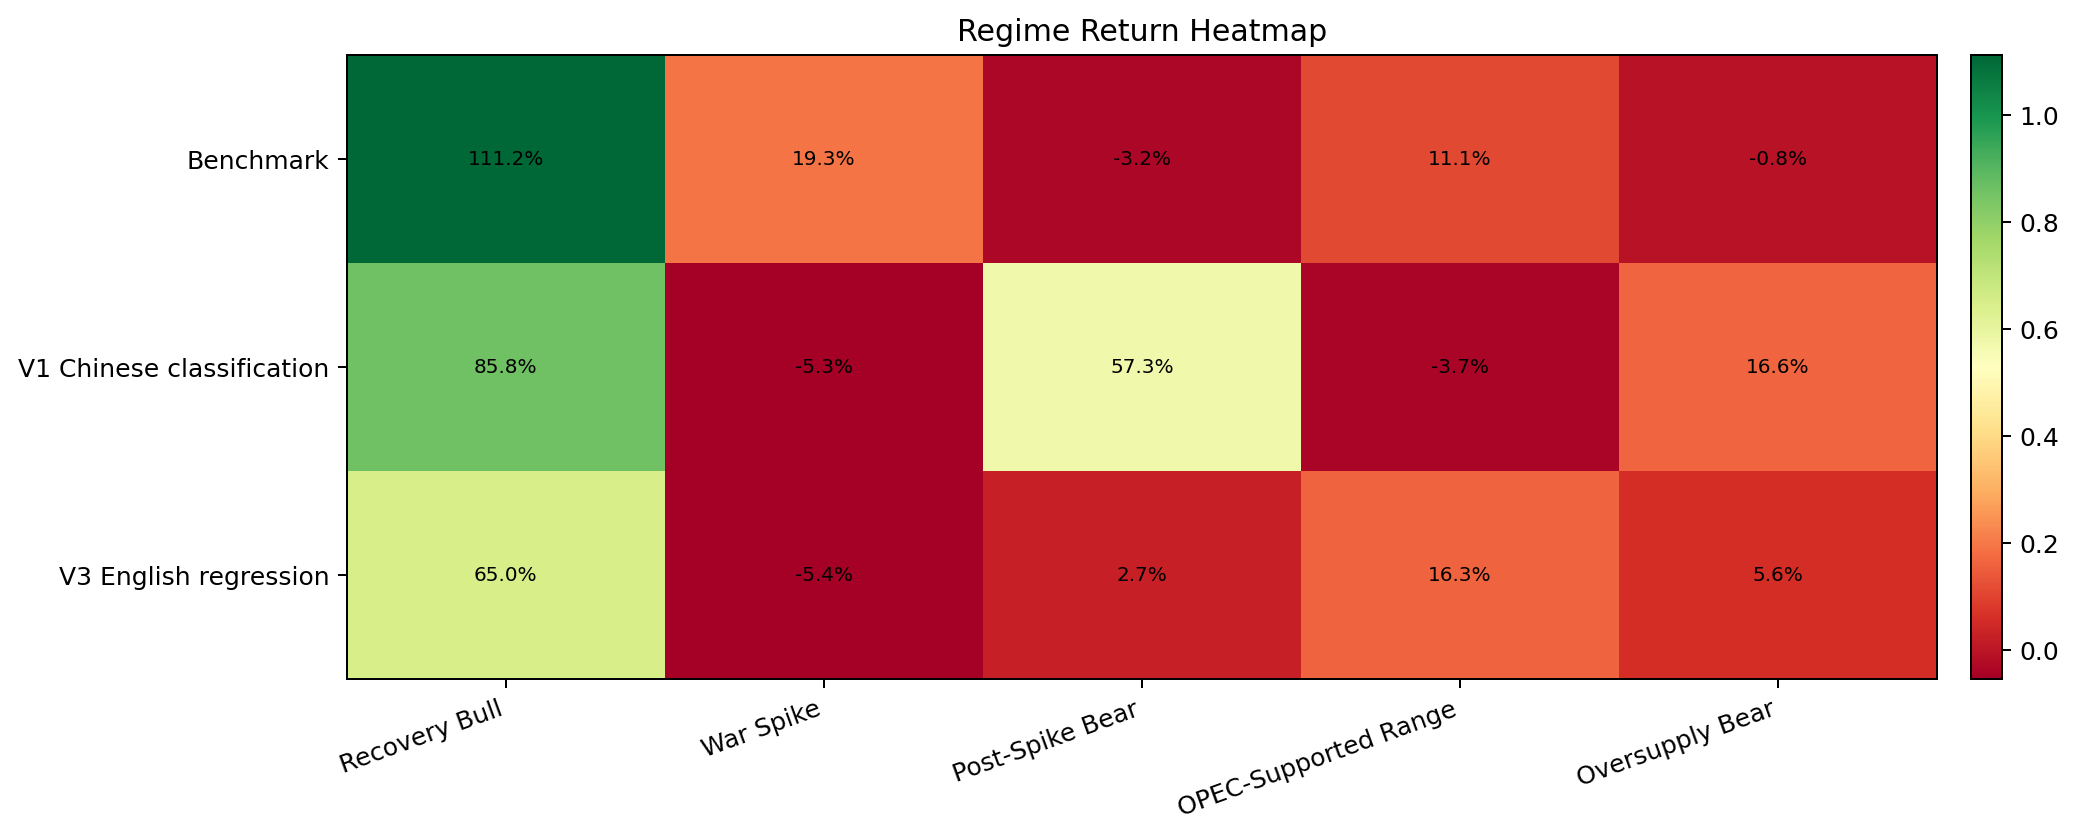 Regime Return Heatmap
Benchmark
111.2%
19.3%
-3.2%
11.1%
-0.8%
V1 Chinese classification
85.8%
-5.3%
57.3%
-3.7%
16.6%
V3 English regression
65.0%
-5.4%
2.7%
16.3%
5.6%
Recovery Bull
War Spike
Post-Spike Bear
OPEC-Supported Range
Oversupply Bear
1.0
0.8
0.6
0.4
0.2
0.0